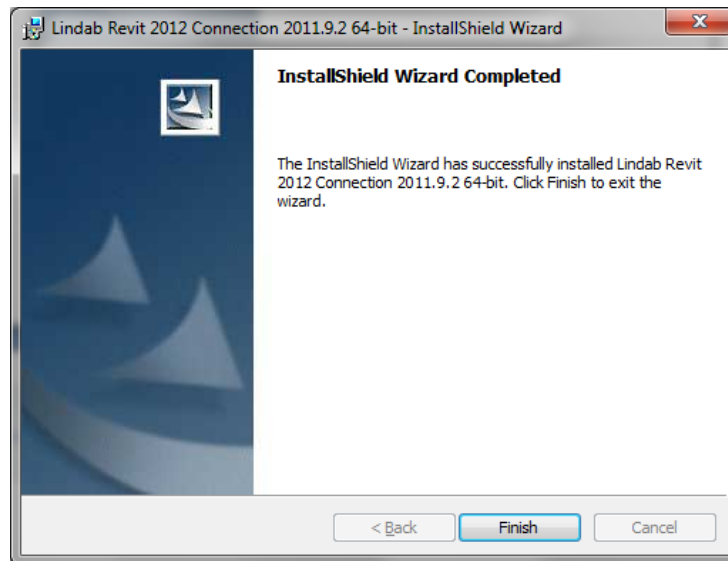 Lindab Revit 2012 Connection 2011.9.2 64-bit - InstallShield Wizard
InstallShield Wizard Completed
The InstallShield Wizard has successfully installed Lindab Revit
2012 Connection 2011.9.2 64-bit. Click Finish to exit the
wizard.
< Back
Finish
Cancel